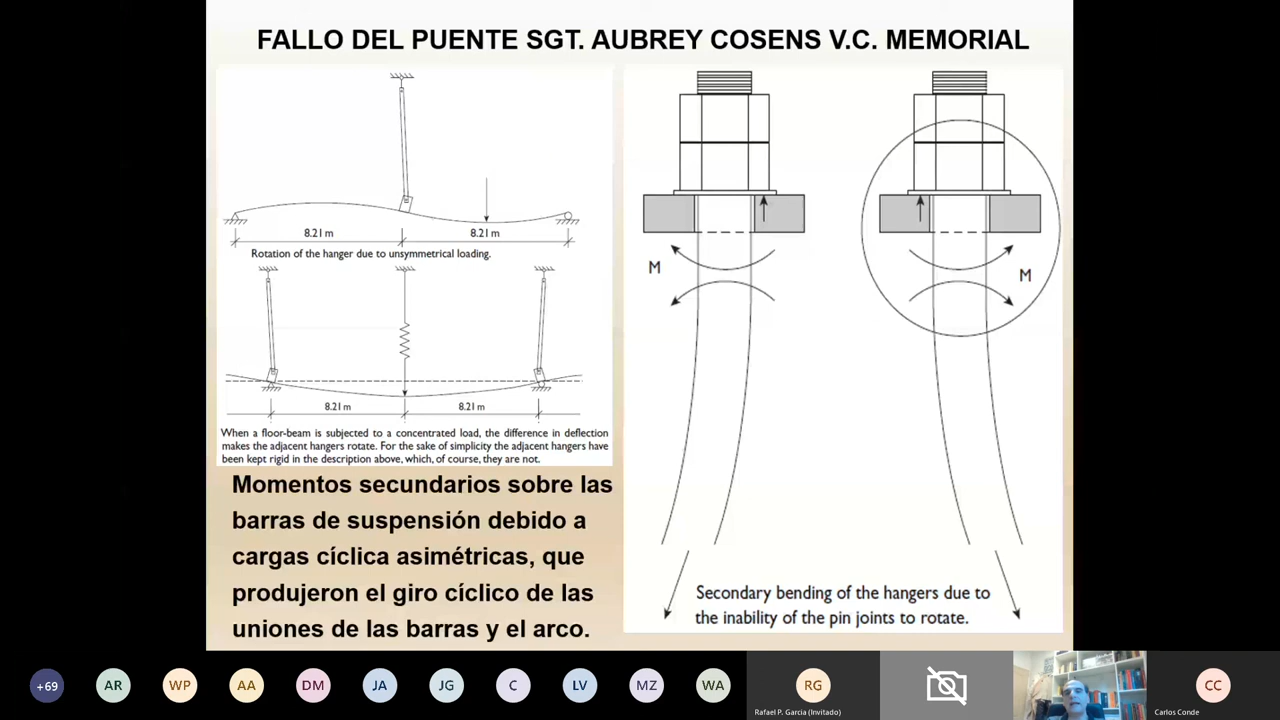 FALLO DEL PUENTE SGT. AUBREY COSENS V.C. MEMORIAL
8.21 m 8.21 m
Rotation of the hanger due to unsymmetrical loading.
8.21 m 8.21 m
When a floor-beam is subjected to a concentrated load, the difference in deflection
makes the adjacent hangers rotate. For the sake of simplicity the adjacent hangers have
been kept rigid in the description above, which, of course, they are not.
Momentos secundarios sobre las
barras de suspensión debido a
cargas cíclica asimétricas, que
produjeron el giro cíclico de las
uniones de las barras y el arco.
M M
Secondary bending of the hangers due to
the inability of the pin joints to rotate.
+69 AR WP AA DM JA JG C LV MZ WA RG CC
Rafael P. Garcia (Invitado) Carlos Conde